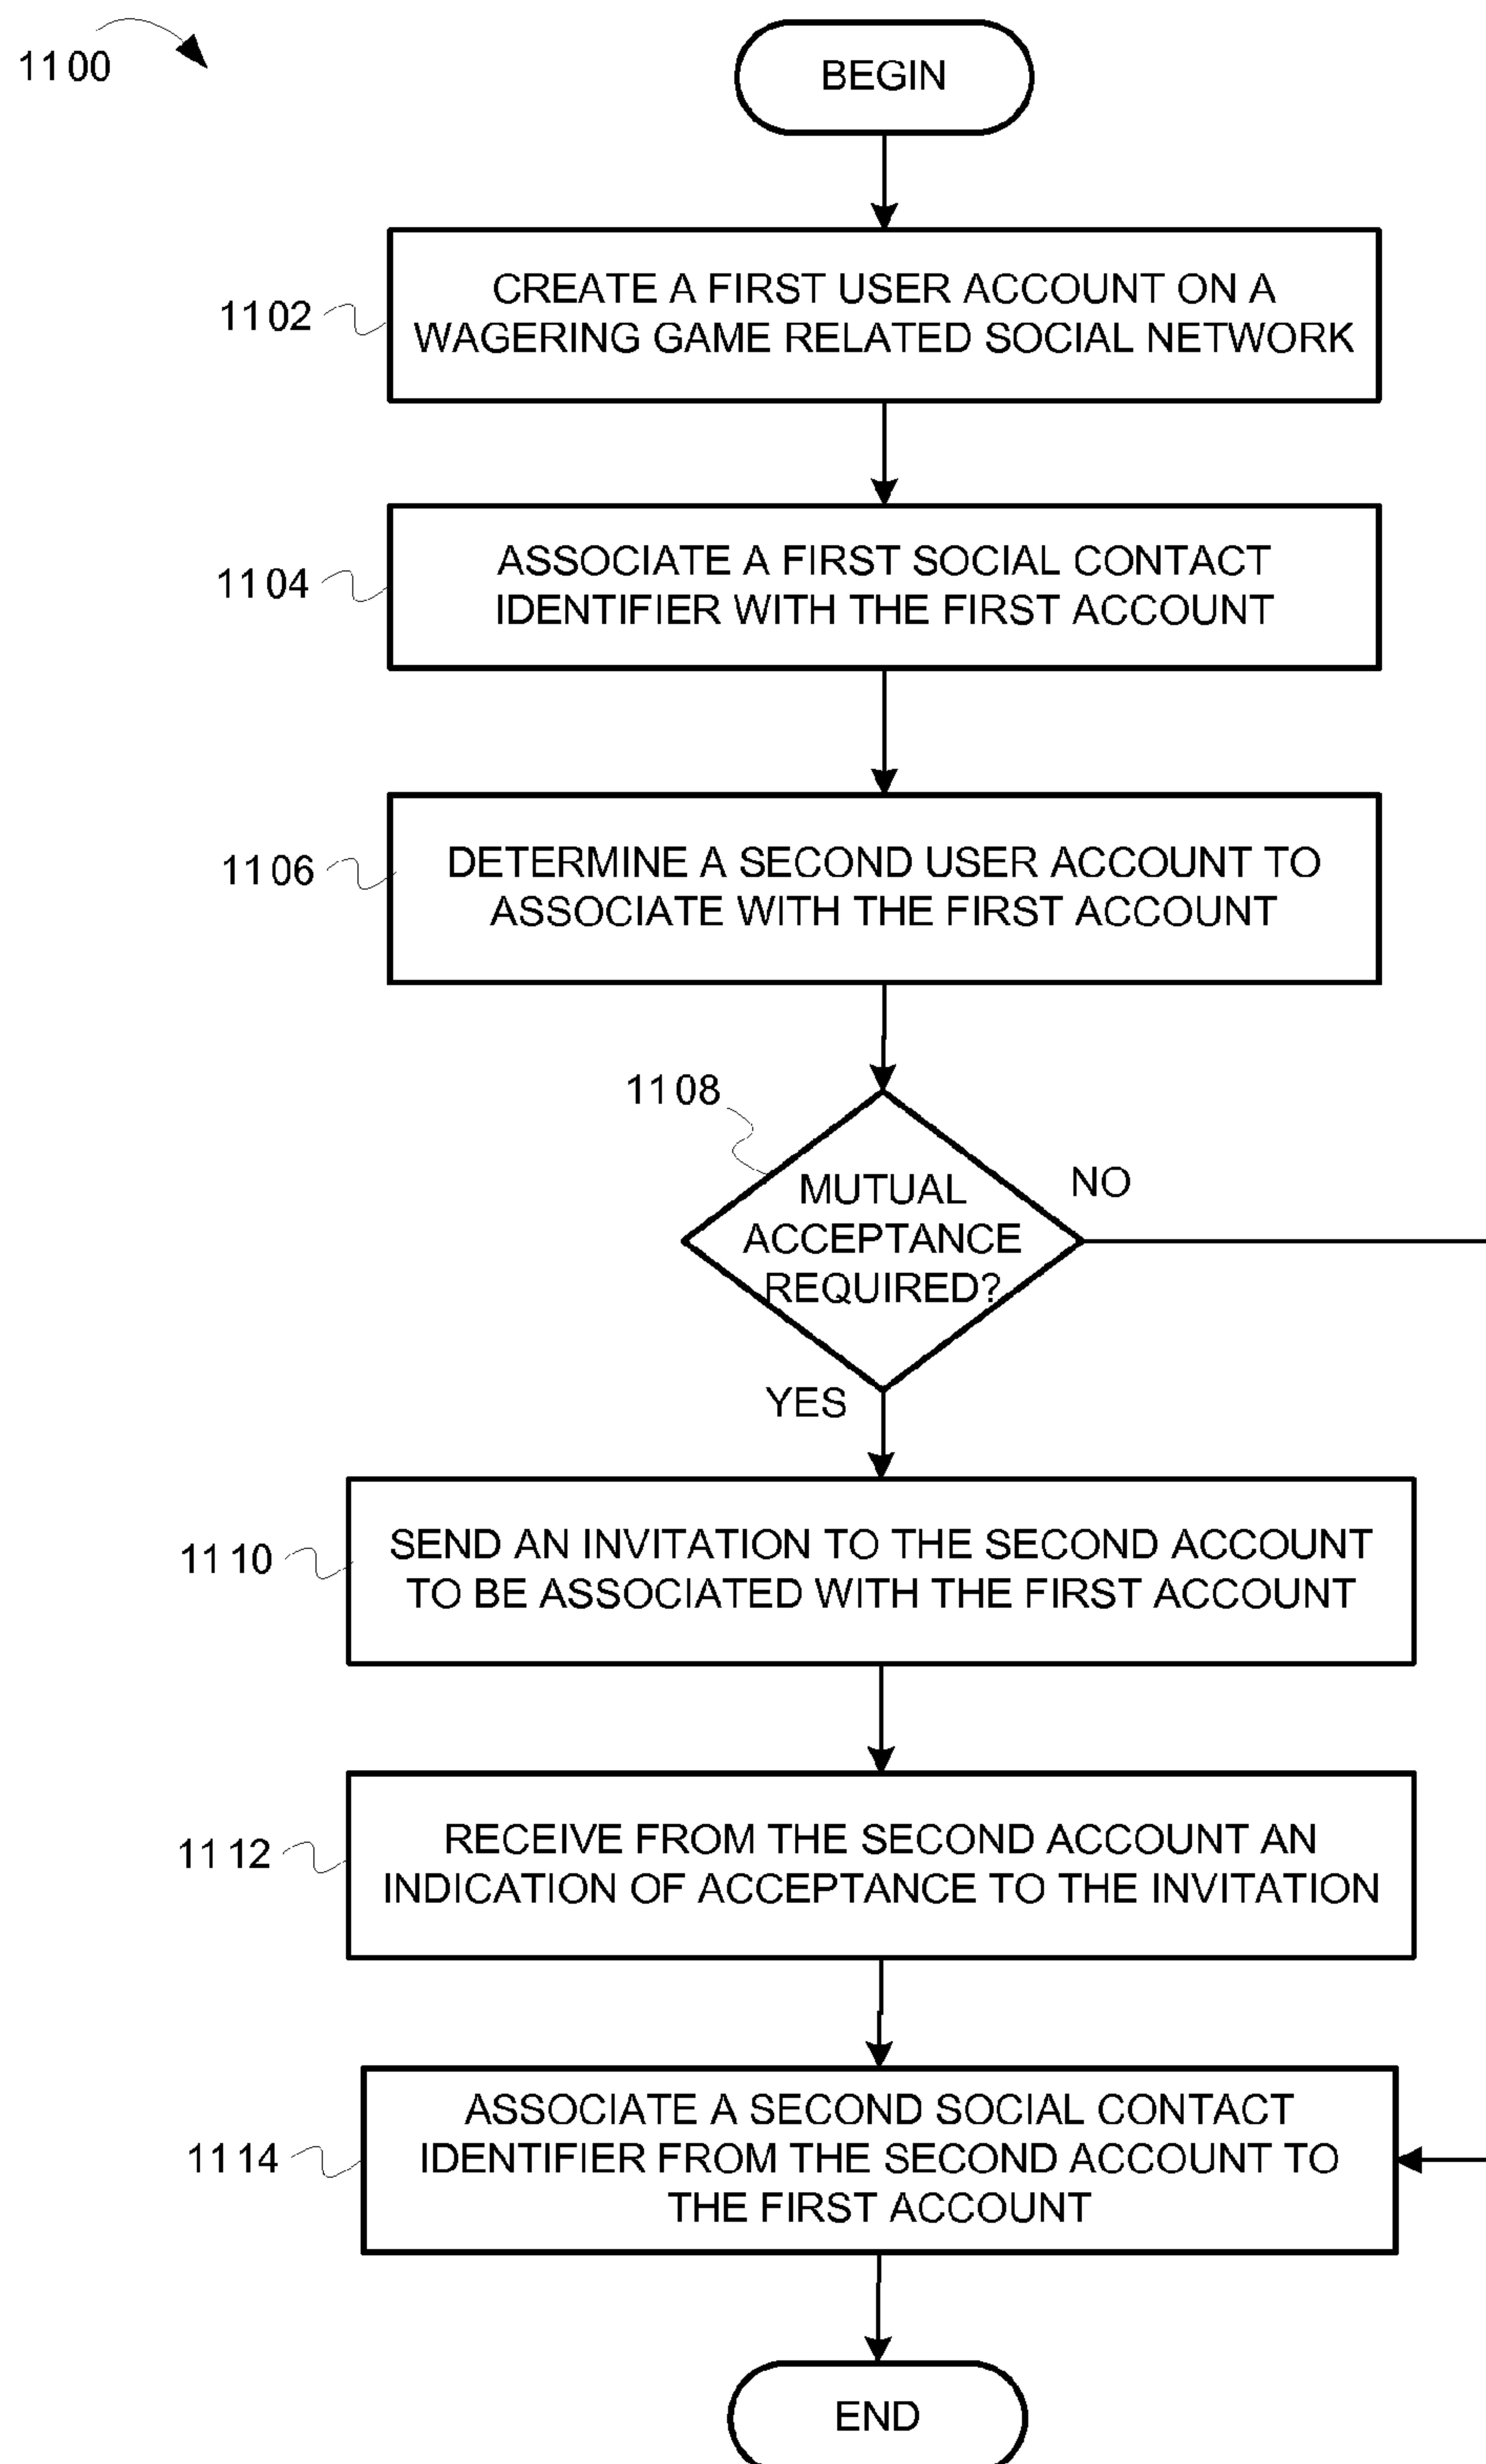 1100
BEGIN
1102
CREATE A FIRST USER ACCOUNT ON A
WAGERING GAME RELATED SOCIAL NETWORK
1104
ASSOCIATE A FIRST SOCIAL CONTACT
IDENTIFIER WITH THE FIRST ACCOUNT
1106
DETERMINE A SECOND USER ACCOUNT TO
ASSOCIATE WITH THE FIRST ACCOUNT
1108
MUTUAL
ACCEPTANCE
REQUIRED?
NO
YES
1110
SEND AN INVITATION TO THE SECOND ACCOUNT
TO BE ASSOCIATED WITH THE FIRST ACCOUNT
1112
RECEIVE FROM THE SECOND ACCOUNT AN
INDICATION OF ACCEPTANCE TO THE INVITATION
1114
ASSOCIATE A SECOND SOCIAL CONTACT
IDENTIFIER FROM THE SECOND ACCOUNT TO
THE FIRST ACCOUNT
END